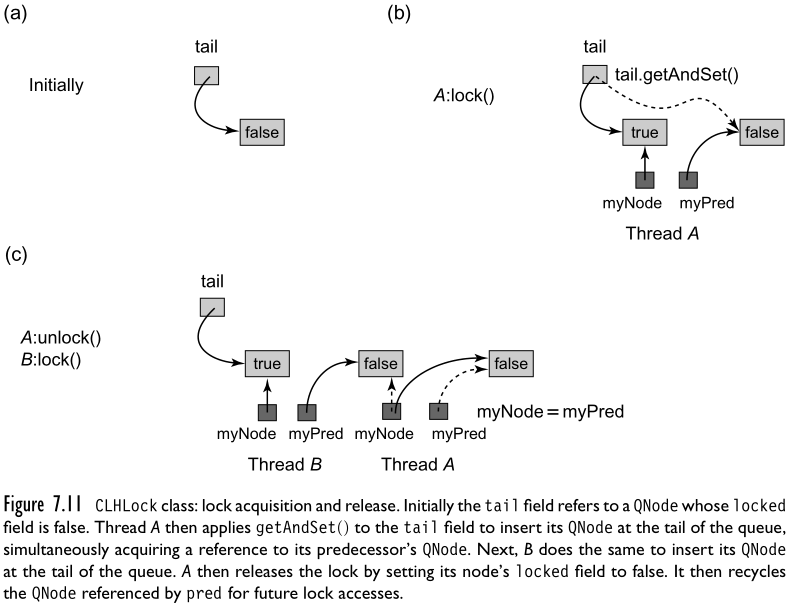 (a)
tail
Initially
false
(b)
tail
tail.getAndSet()
A:lock()
true
false
myNode
myPred
Thread A
(c)
tail
A:unlock()
B:lock()
true
false
false
myNode = myPred
myNode
myPred
myNode
myPred
Thread B
Thread A
Figure 7.11 CLHLock class: lock acquisition and release. Initially the tail field refers to a QNode whose locked
field is false. Thread A then applies getAndSet() to the tail field to insert its QNode at the tail of the queue,
simultaneously acquiring a reference to its predecessor's QNode. Next, B does the same to insert its QNode
at the tail of the queue. A then releases the lock by setting its node's locked field to false. It then recycles
the QNode referenced by pred for future lock accesses.